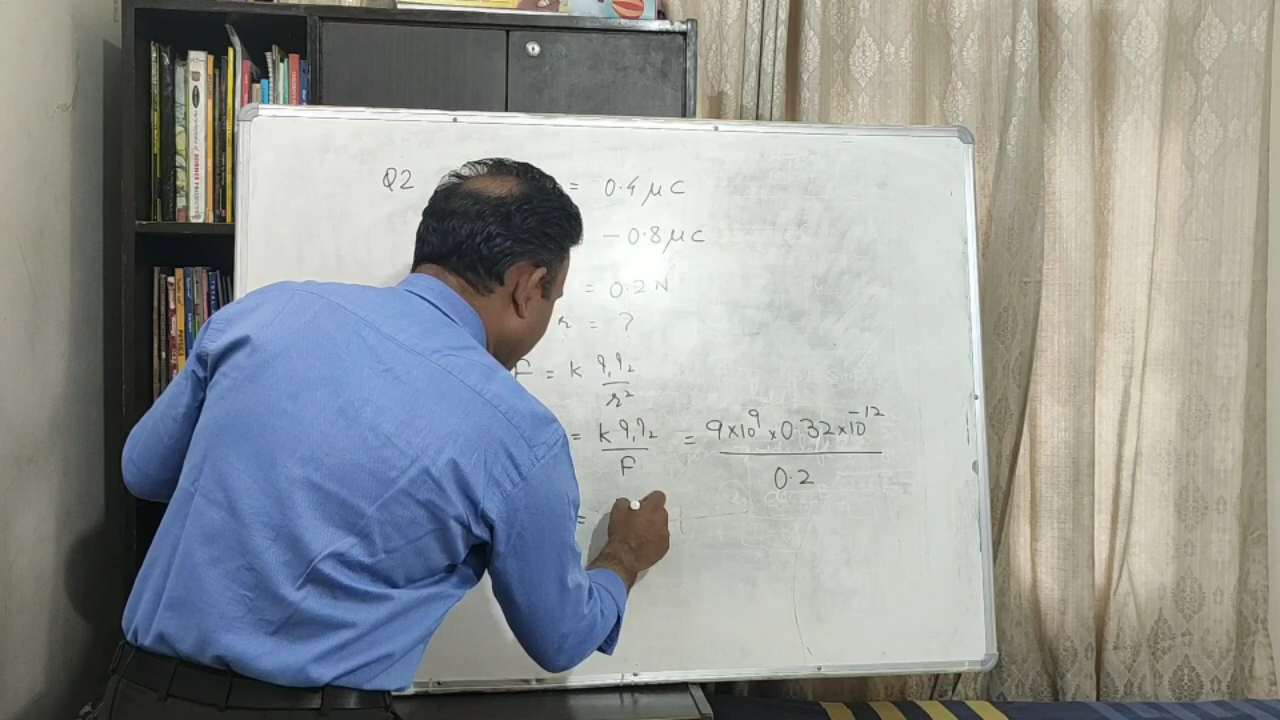 Q2 = 0.4 μC
- 0.8 μC
= 0.2 N
r = ?
F = k q₁q₂ / r²
= k q₁q₂ / F = 9×10⁹ × 0.32×10⁻¹² / 0.2
=